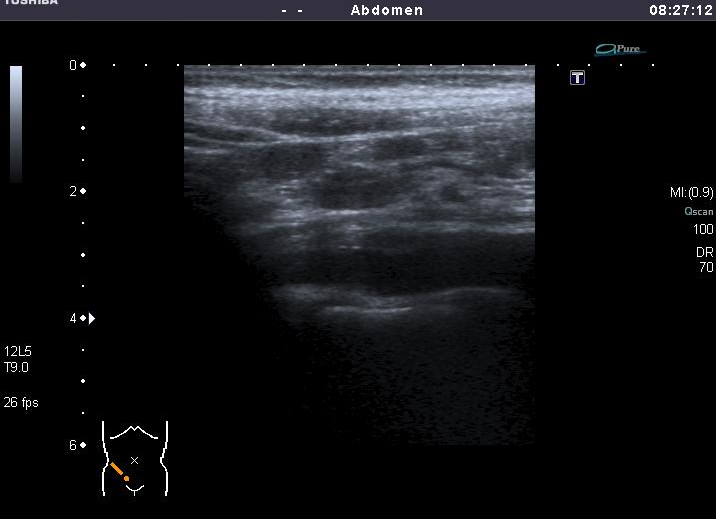 TOSHIBA
- - Abdomen 08:27:12
aPure
0
T
2
MI:(0.9)
Qscan
100
DR
70
4
12L5
T9.0
26 fps
6